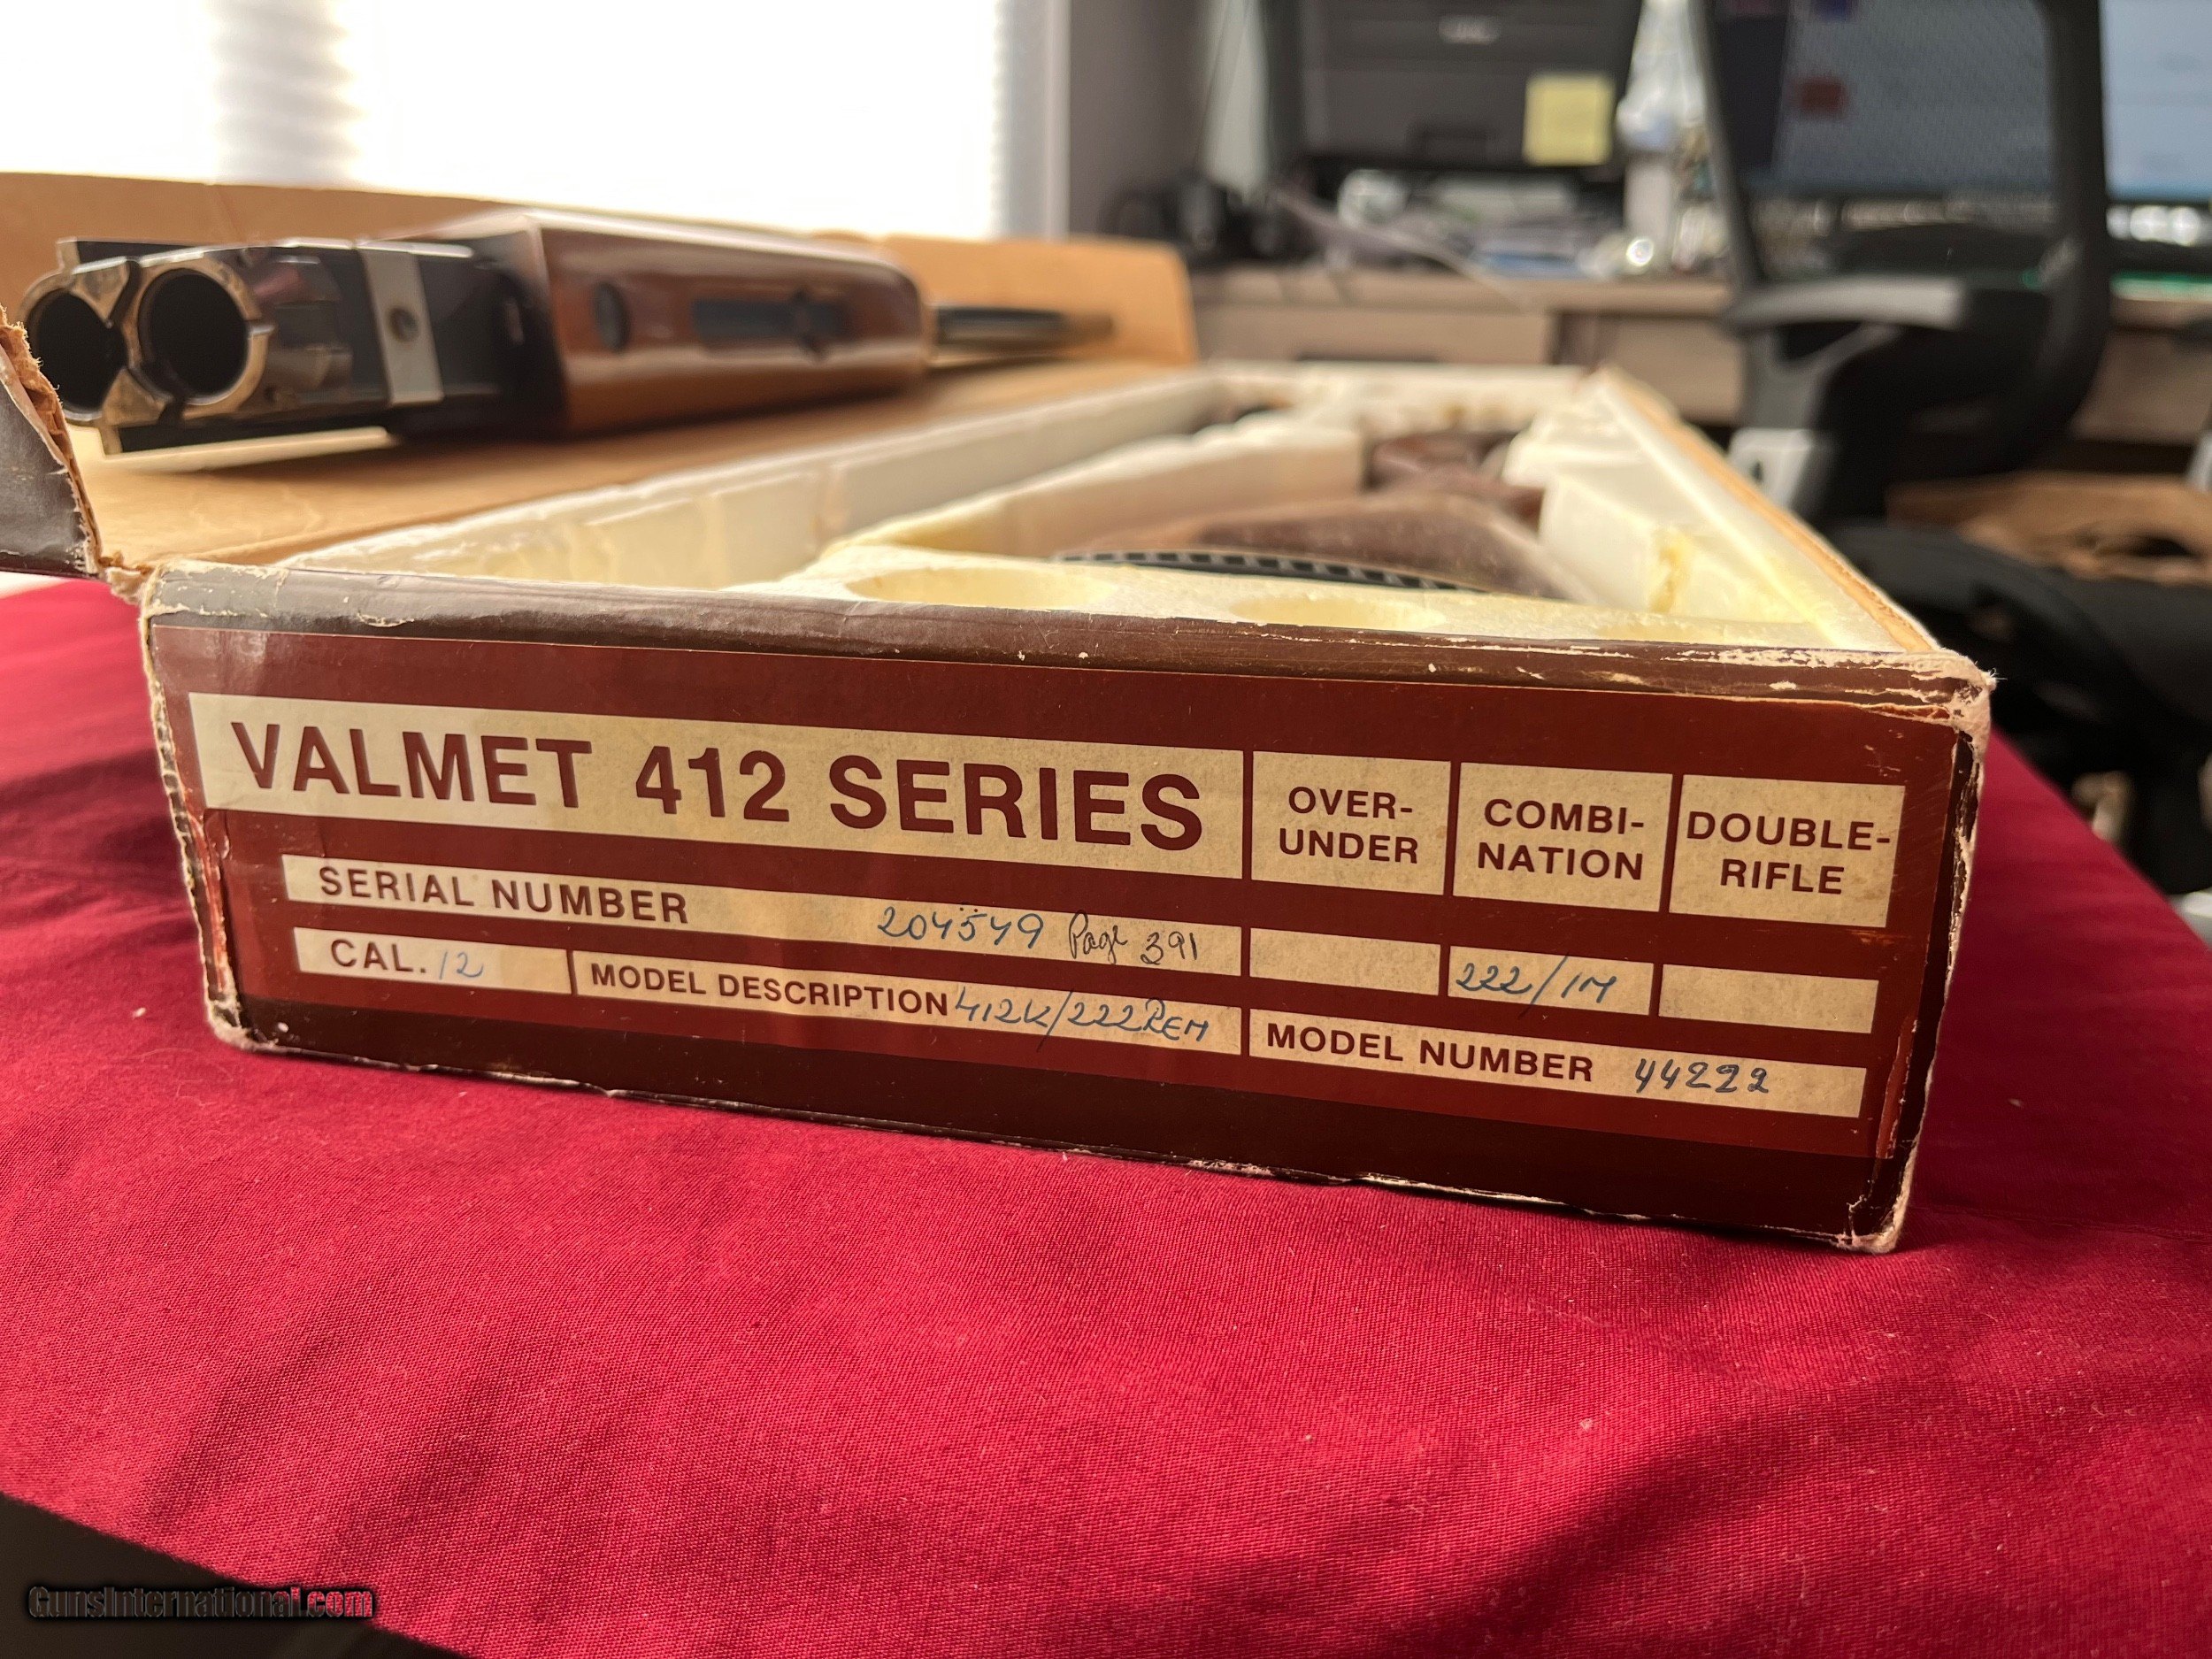 VALMET 412 SERIES
OVER-
UNDER
COMBI-
NATION
DOUBLE-
RIFLE
SERIAL NUMBER 204549 Page 391
222/IM
CAL. 12
MODEL DESCRIPTION 412K/222REM
MODEL NUMBER 44222
GunsInternational.com